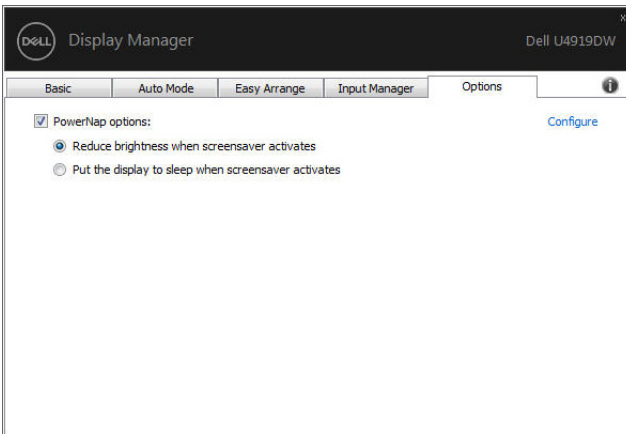 x
DELL Display Manager Dell U4919DW
Basic Auto Mode Easy Arrange Input Manager Options i
PowerNap options: Configure
Reduce brightness when screensaver activates
Put the display to sleep when screensaver activates